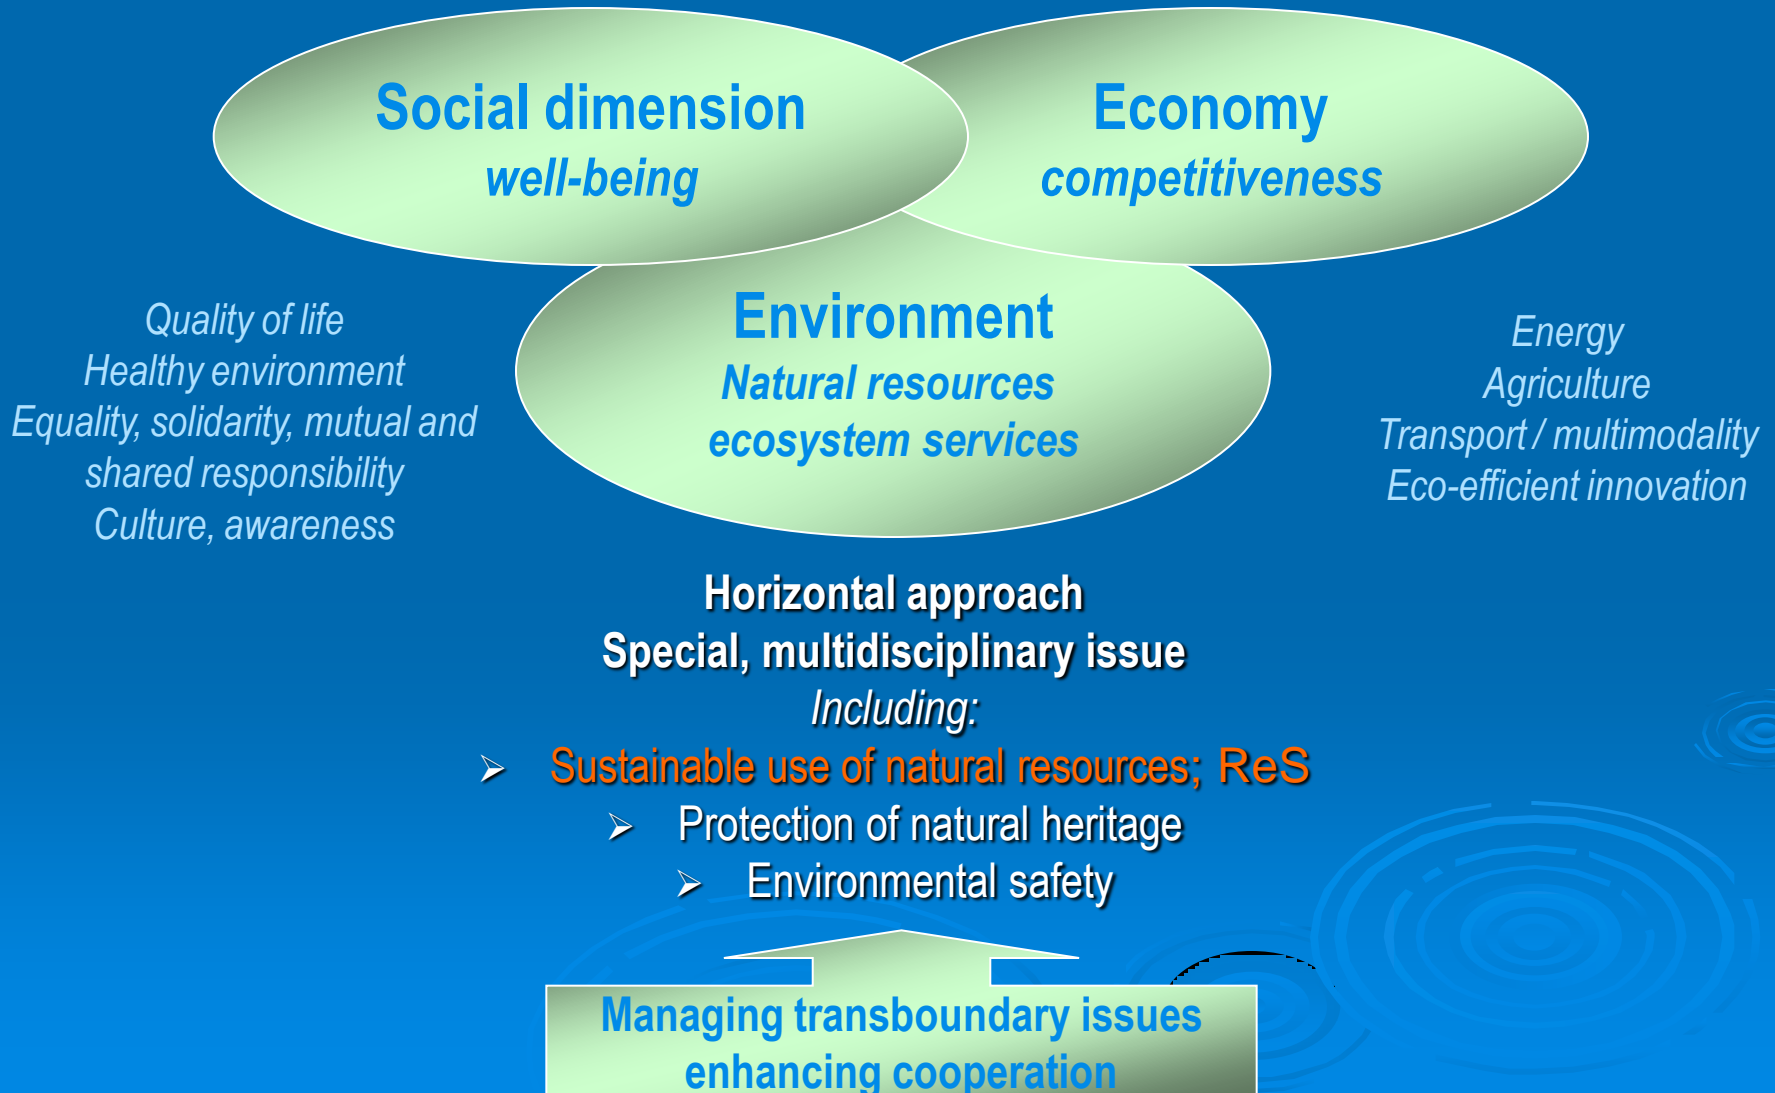 Social dimension
well-being
Economy
competitiveness
Environment
Natural resources
ecosystem services
Quality of life
Healthy environment
Equality, solidarity, mutual and
shared responsibility
Culture, awareness
Energy
Agriculture
Transport / multimodality
Eco-efficient innovation
Horizontal approach
Special, multidisciplinary issue
Including:
➢ Sustainable use of natural resources; ReS
➢ Protection of natural heritage
➢ Environmental safety
Managing transboundary issues
enhancing cooperation